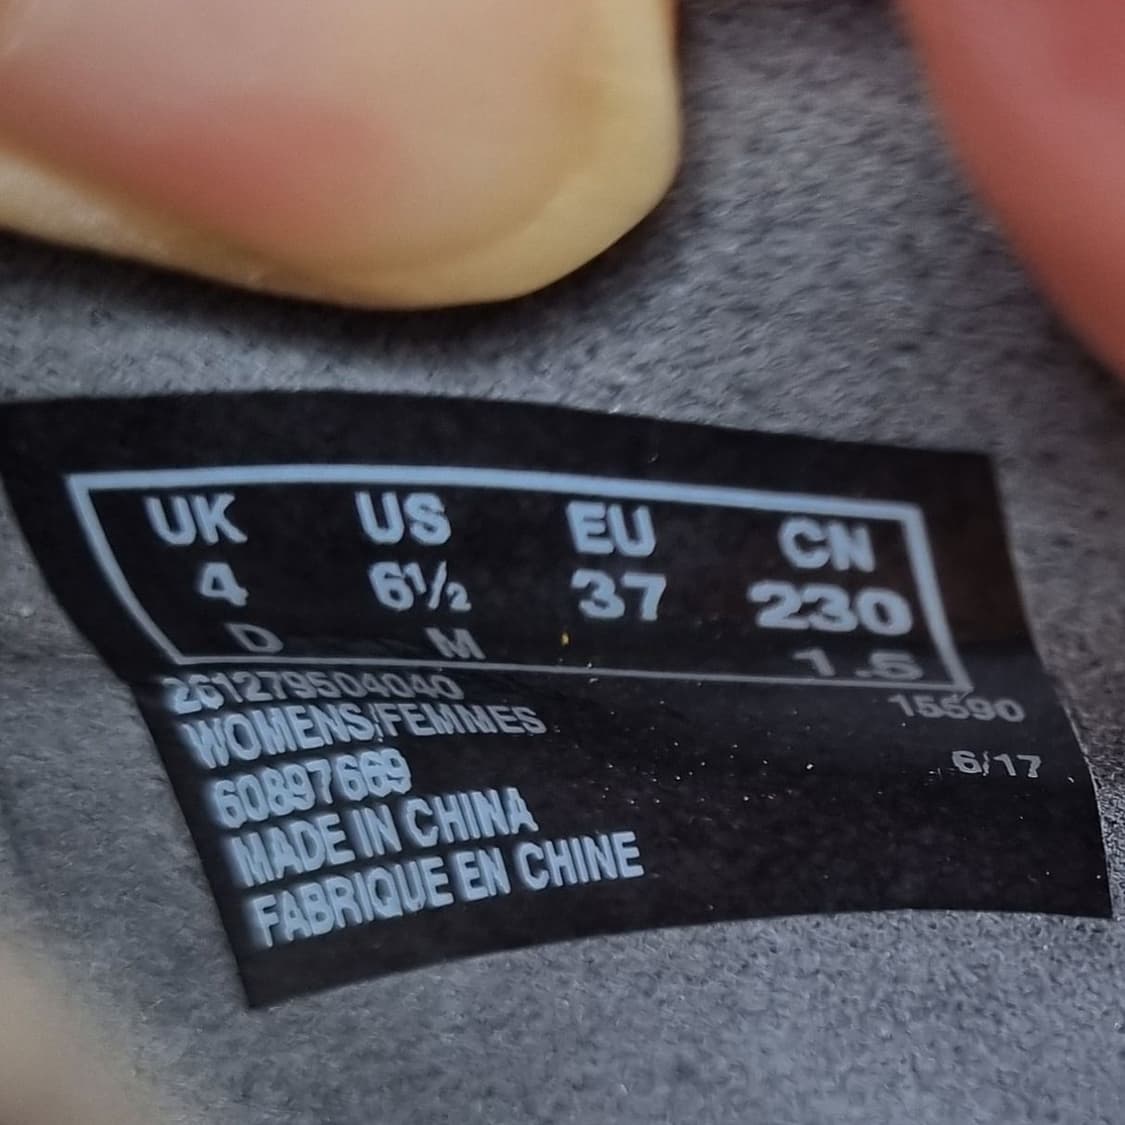 UK US EU CN
4 6½ 37 230
D M 1.5
261279504040 15590
WOMENS/FEMMES
60897669 6/17
MADE IN CHINA
FABRIQUE EN CHINE